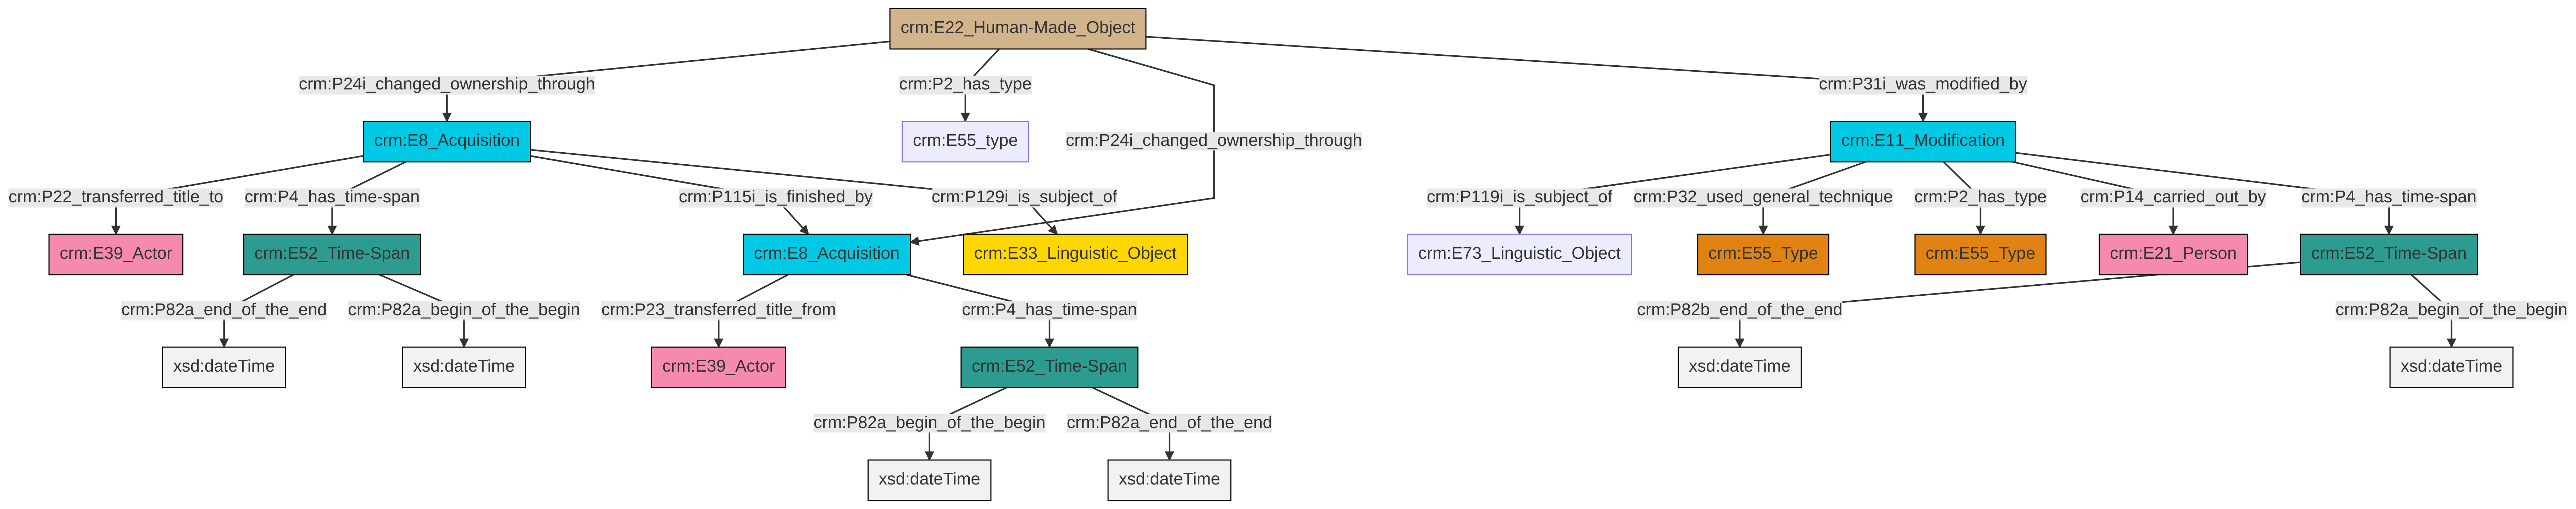 crm:E22_Human-Made_Object
crm:P24i_changed_ownership_through
crm:P2_has_type
crm:P31i_was_modified_by
crm:E8_Acquisition
crm:E55_type
crm:P24i_changed_ownership_through
crm:E11_Modification
crm:P22_transferred_title_to
crm:P4_has_time-span
crm:P115i_is_finished_by
crm:P129i_is_subject_of
crm:P119i_is_subject_of
crm:P32_used_general_technique
crm:P2_has_type
crm:P14_carried_out_by
crm:P4_has_time-span
crm:E39_Actor
crm:E52_Time-Span
crm:E8_Acquisition
crm:E33_Linguistic_Object
crm:E73_Linguistic_Object
crm:E55_Type
crm:E55_Type
crm:E21_Person
crm:E52_Time-Span
crm:P82a_end_of_the_end
crm:P82a_begin_of_the_begin
crm:P23_transferred_title_from
crm:P4_has_time-span
crm:P82b_end_of_the_end
crm:P82a_begin_of_the_begin
xsd:dateTime
xsd:dateTime
crm:E39_Actor
crm:E52_Time-Span
xsd:dateTime
xsd:dateTime
crm:P82a_begin_of_the_begin
crm:P82a_end_of_the_end
xsd:dateTime
xsd:dateTime